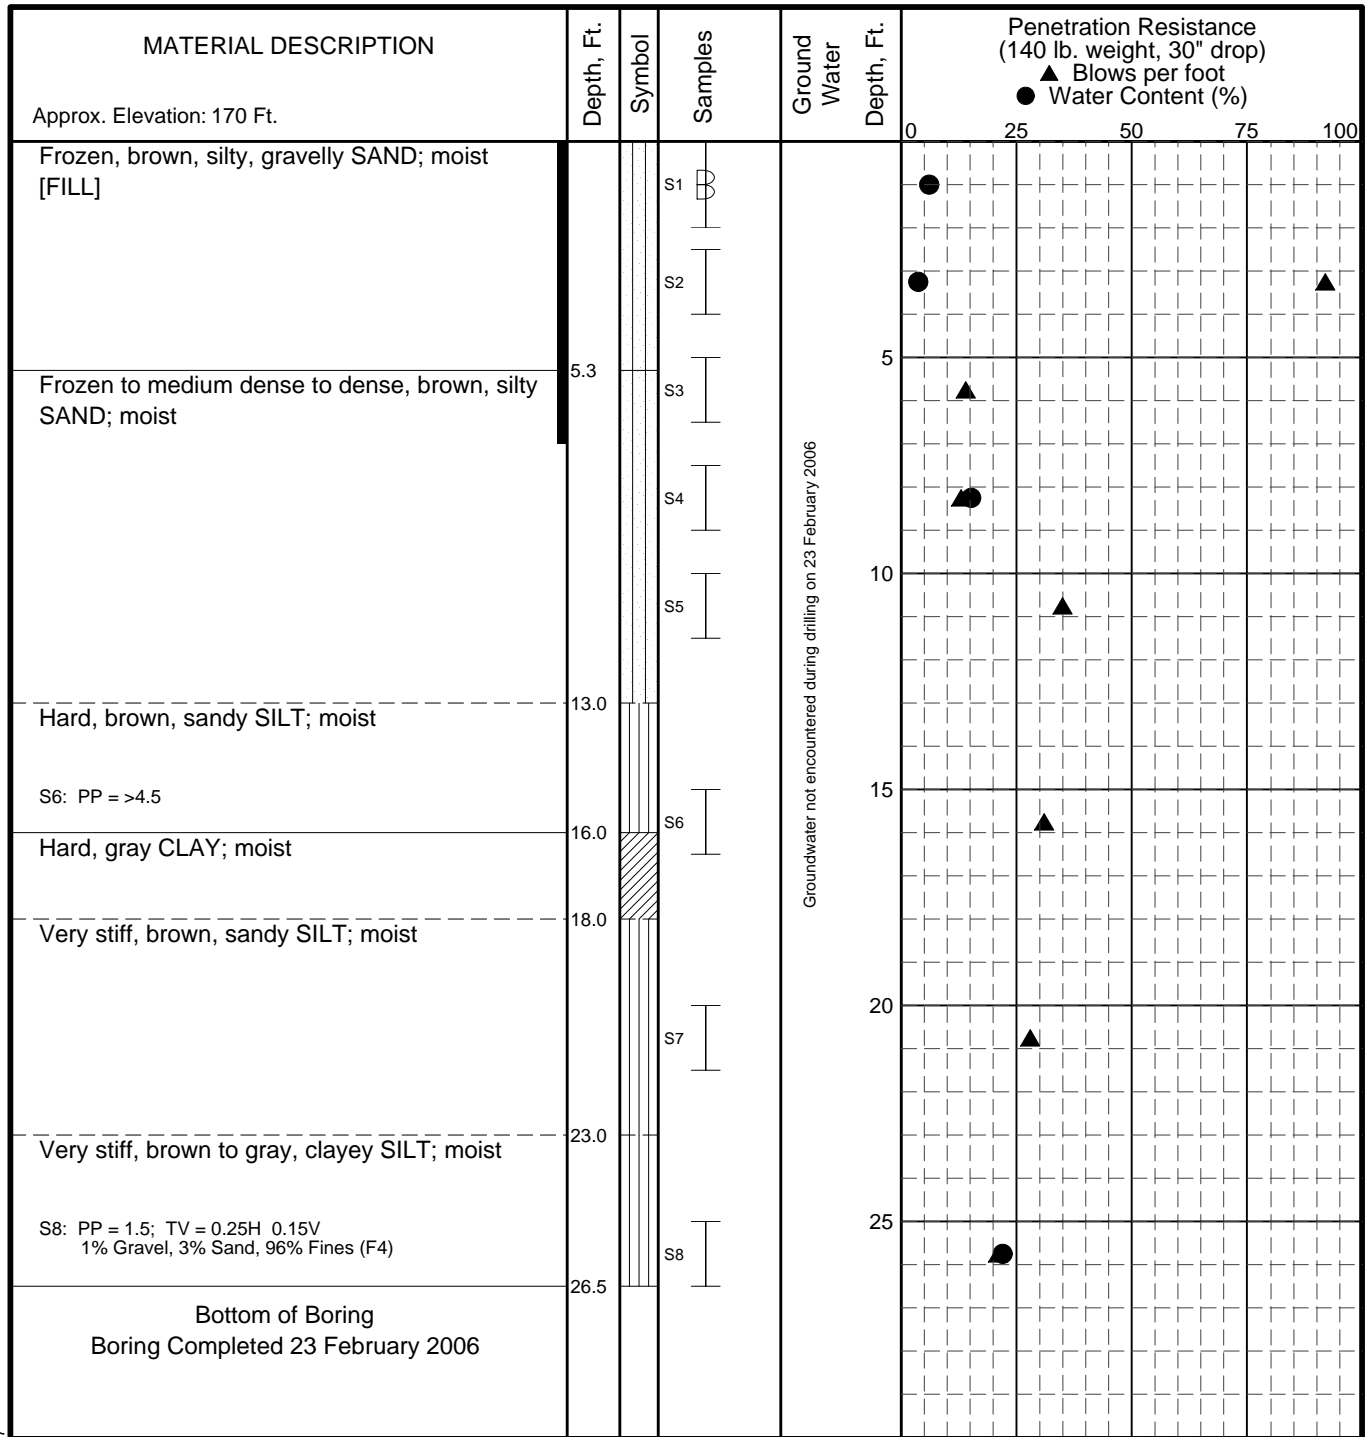 MATERIAL DESCRIPTION
Approx. Elevation: 170 Ft.
Depth, Ft.
Symbol
Samples
Ground
Water
Depth, Ft.
Penetration Resistance
(140 lb. weight, 30" drop)
▲ Blows per foot
● Water Content (%)
0 25 50 75 100
Frozen, brown, silty, gravelly SAND; moist
[FILL]
S1
S2
5
5.3
Frozen to medium dense to dense, brown, silty
SAND; moist
S3
S4
Groundwater not encountered during drilling on 23 February 2006
10
S5
13.0
Hard, brown, sandy SILT; moist
15
S6: PP = >4.5
S6
16.0
Hard, gray CLAY; moist
18.0
Very stiff, brown, sandy SILT; moist
20
S7
23.0
Very stiff, brown to gray, clayey SILT; moist
25
S8: PP = 1.5; TV = 0.25H 0.15V
1% Gravel, 3% Sand, 96% Fines (F4)
S8
26.5
Bottom of Boring
Boring Completed 23 February 2006